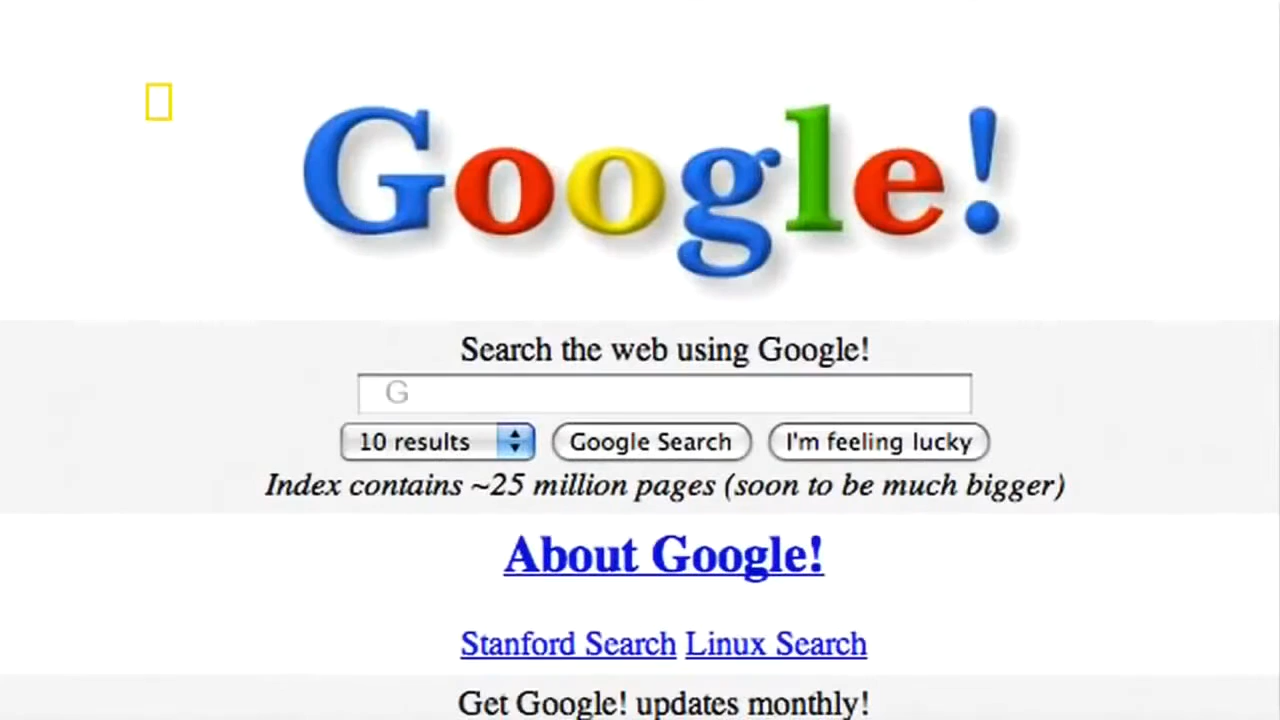 Google!
Search the web using Google!
G
10 results Google Search I'm feeling lucky
Index contains ~25 million pages (soon to be much bigger)
About Google!
Stanford Search Linux Search
Get Google! updates monthly!